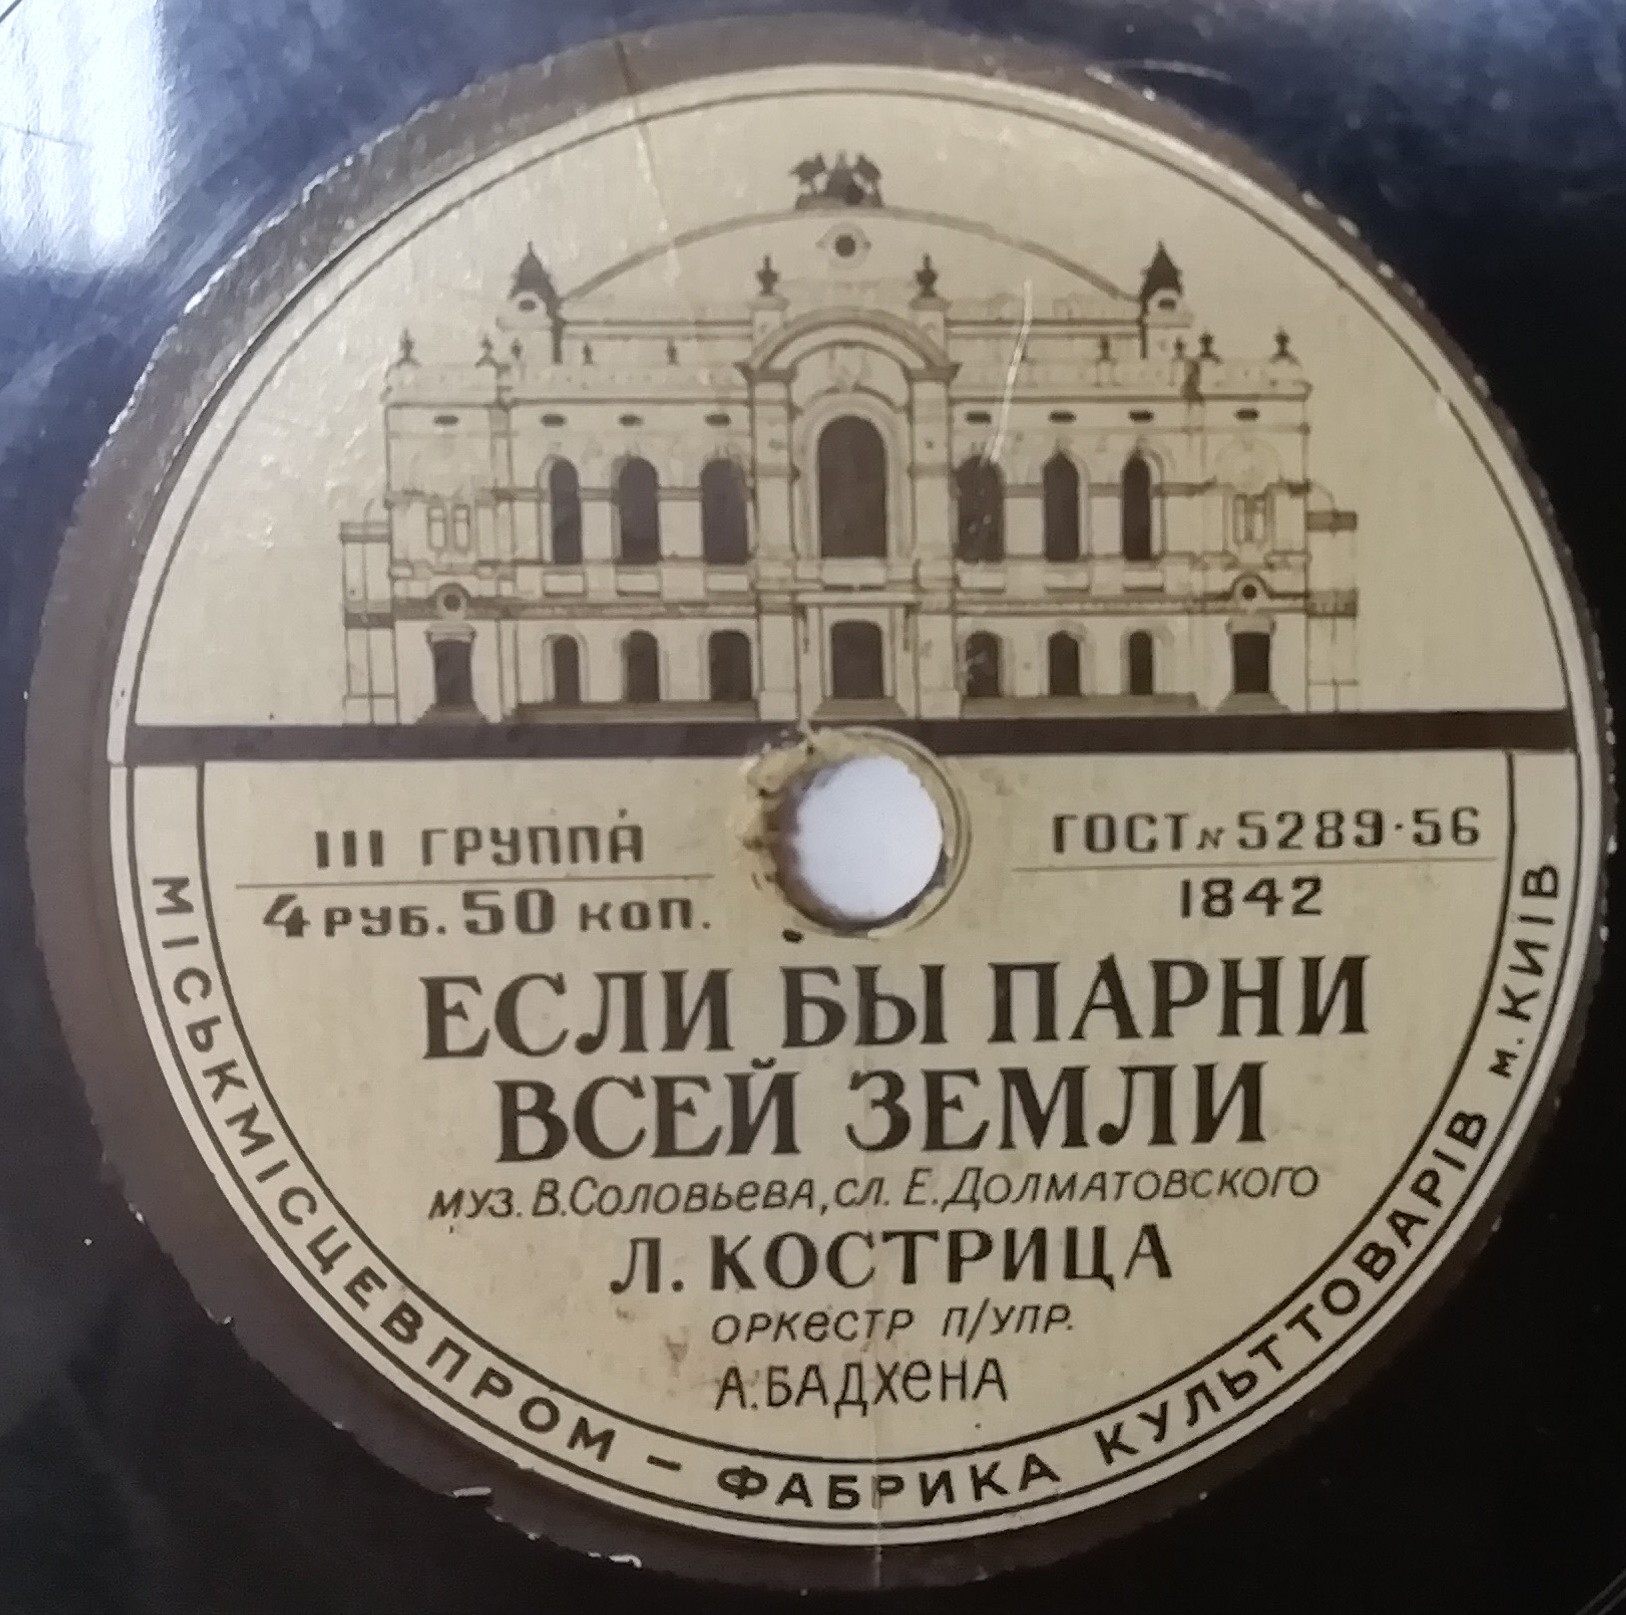 III ГРУППА
4 РУБ. 50 КОП.
ГОСТ N 5289·56
1842
ЕСЛИ БЫ ПАРНИ
ВСЕЙ ЗЕМЛИ
МУЗ. В.СОЛОВЬЕВА, СЛ. Е.ДОЛМАТОВСКОГО
Л. КОСТРИЦА
ОРКЕСТР П/УПР.
А.БАДХЕНА
МІСЬКМІСЦЕВПРОМ – ФАБРИКА КУЛЬТТОВАРІВ м. КИЇВ